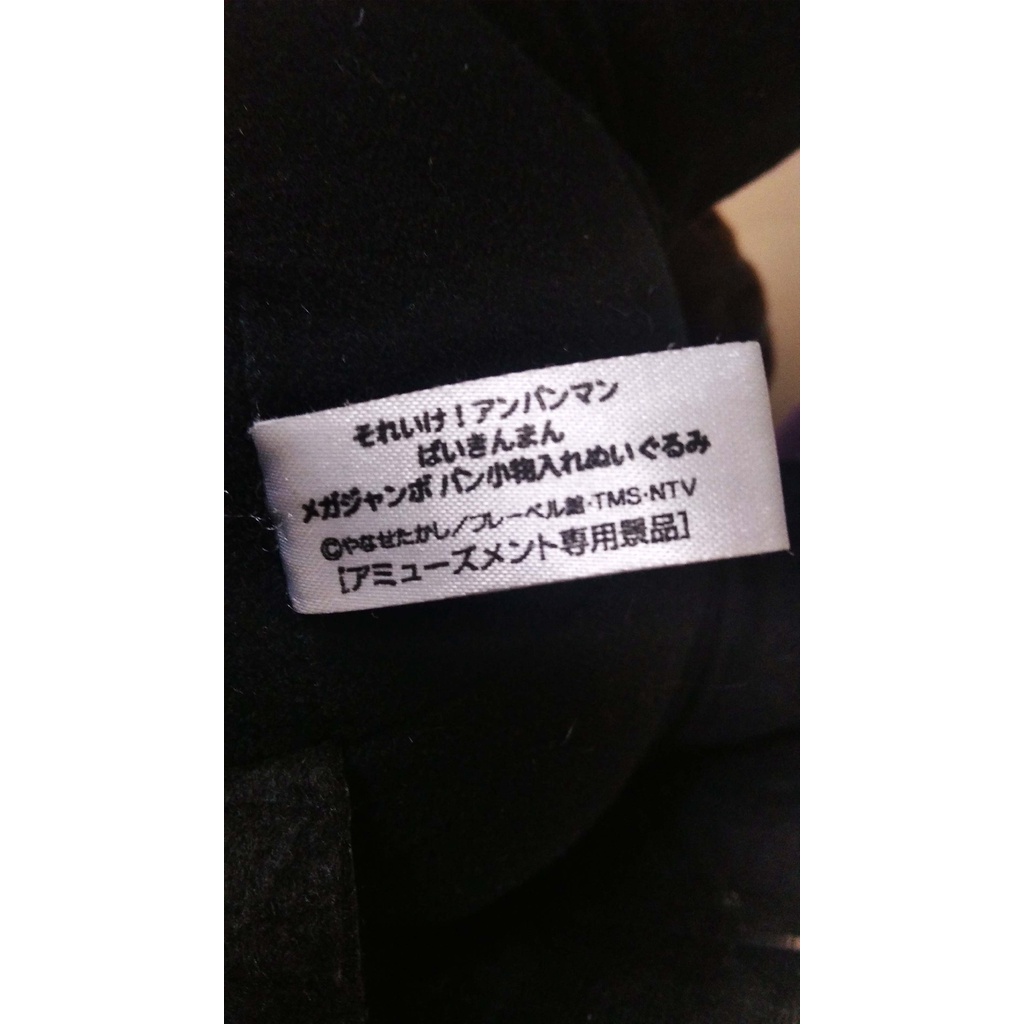 それいけ！アンパンマン
ばいきんまん
メガジャンボ パン小物入れぬいぐるみ
©やなせたかし/フレーベル館・TMS・NTV
[アミューズメント専用景品]